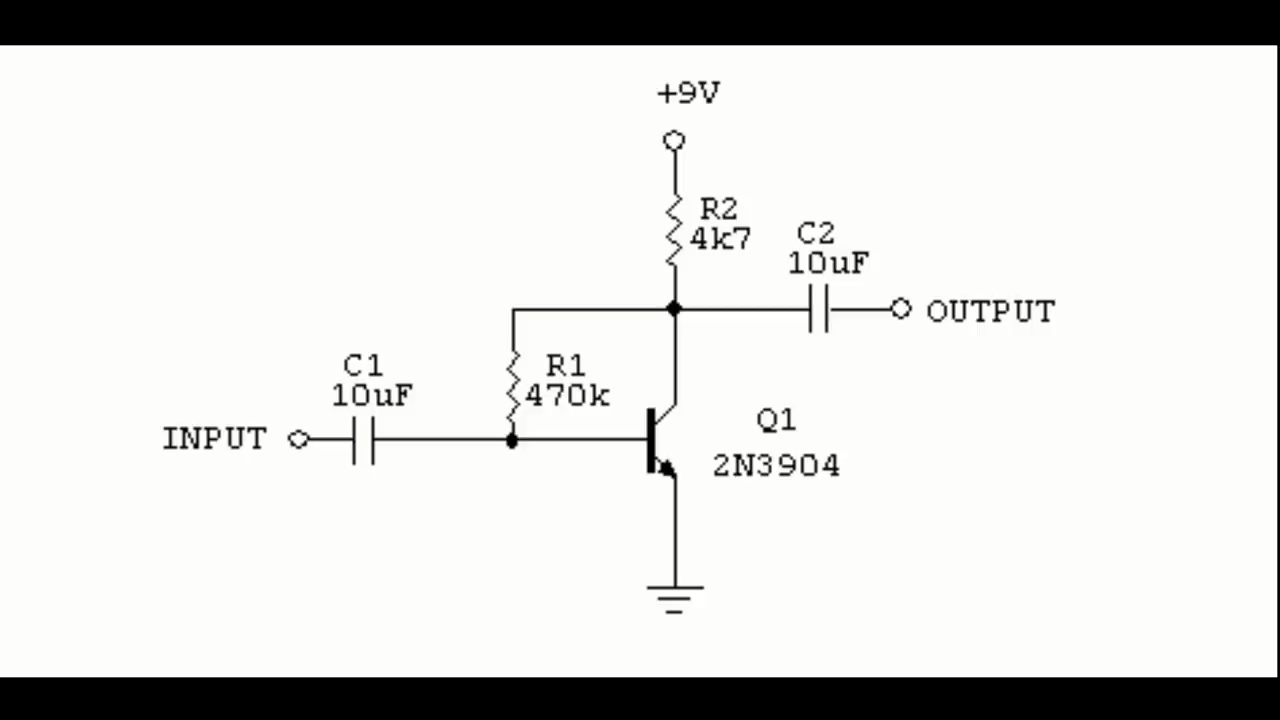 +9V
R2
4k7
C2
10uF
OUTPUT
C1
10uF
R1
470k
INPUT
Q1
2N3904